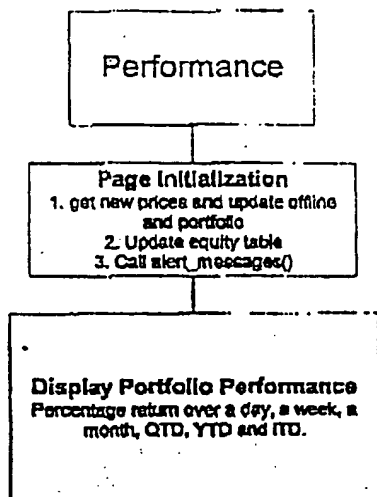 Performance
Page Initialization
1. get new prices and update offline
and portfolio
2. Update equity table
3. Call alert_messages()
Display Portfolio Performance
Percentage return over a day, a week, a
month, QTD, YTD and ITD.